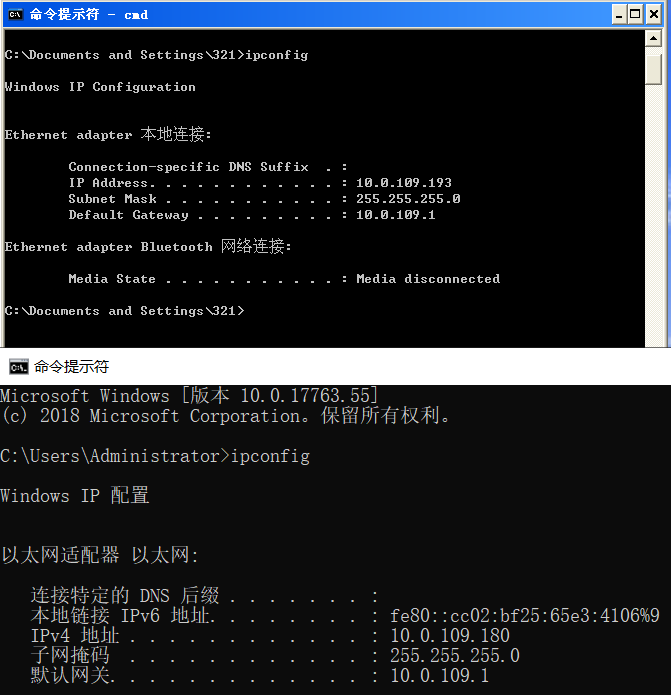 命令提示符 - cmd
C:\Documents and Settings\321>ipconfig
Windows IP Configuration
Ethernet adapter 本地连接:
Connection-specific DNS Suffix  . :
IP Address. . . . . . . . . . . . : 10.0.109.193
Subnet Mask . . . . . . . . . . . : 255.255.255.0
Default Gateway . . . . . . . . . : 10.0.109.1
Ethernet adapter Bluetooth 网络连接:
Media State . . . . . . . . . . . : Media disconnected
C:\Documents and Settings\321>
命令提示符
Microsoft Windows [版本 10.0.17763.55]
(c) 2018 Microsoft Corporation。保留所有权利。
C:\Users\Administrator>ipconfig
Windows IP 配置
以太网适配器 以太网:
连接特定的 DNS 后缀 . . . . . . . :
本地链接 IPv6 地址. . . . . . . . : fe80::cc02:bf25:65e3:4106%9
IPv4 地址 . . . . . . . . . . . . : 10.0.109.180
子网掩码  . . . . . . . . . . . . : 255.255.255.0
默认网关. . . . . . . . . . . . . : 10.0.109.1